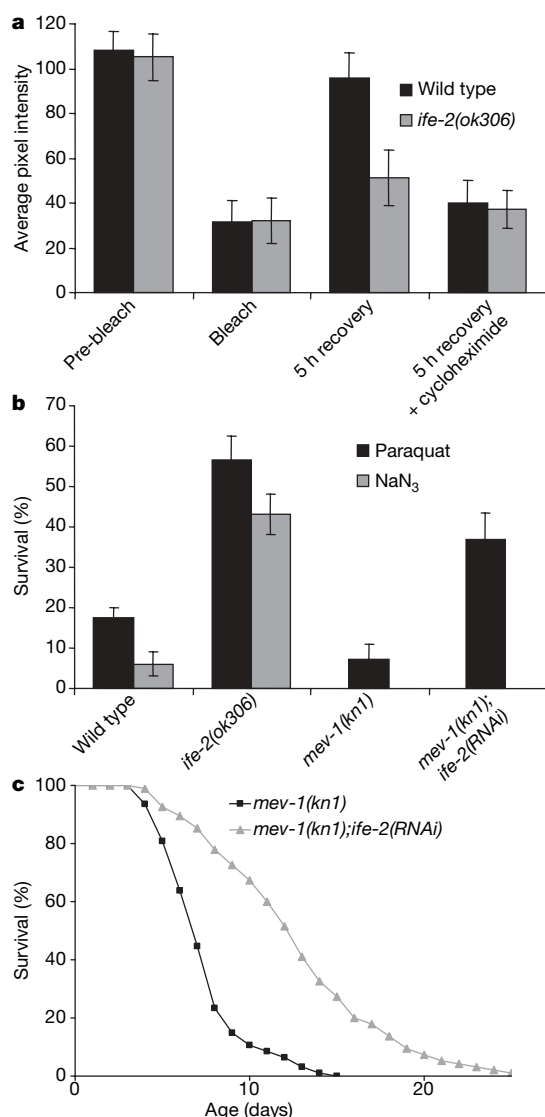 a
120
100
80
60
40
20
0
Average pixel intensity
Wild type
ife-2(ok306)
Pre-bleach
Bleach
5 h recovery
5 h recovery
+ cycloheximide
b
70
60
50
40
30
20
10
0
Survival (%)
Paraquat
NaN₃
Wild type
ife-2(ok306)
mev-1(kn1)
mev-1(kn1);
ife-2(RNAi)
c
100
80
60
40
20
0
Survival (%)
mev-1(kn1)
mev-1(kn1);ife-2(RNAi)
0 10 20
Age (days)